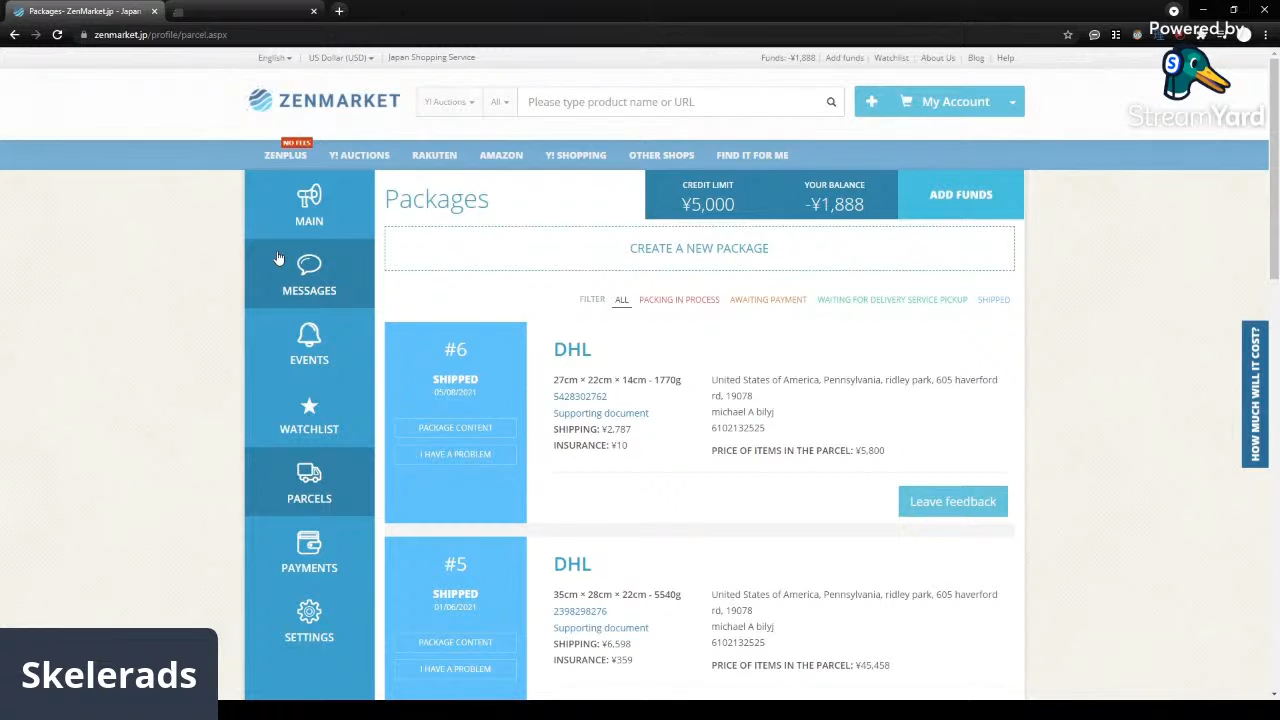 Packages- ZenMarket.jp - Japan
zenmarket.jp/profile/parcel.aspx
Powered by
StreamYard
English
US Dollar (USD)
Japan Shopping Service
Funds: -¥1,888
Add funds
Watchlist
About Us
Blog
Help
ZENMARKET
Y! Auctions
All
Please type product name or URL
My Account
NO FEES
ZENPLUS
Y! AUCTIONS
RAKUTEN
AMAZON
Y! SHOPPING
OTHER SHOPS
FIND IT FOR ME
MAIN
MESSAGES
EVENTS
WATCHLIST
PARCELS
PAYMENTS
SETTINGS
Packages
CREDIT LIMIT
¥5,000
YOUR BALANCE
-¥1,888
ADD FUNDS
CREATE A NEW PACKAGE
FILTER ALL PACKING IN PROCESS AWAITING PAYMENT WAITING FOR DELIVERY SERVICE PICKUP SHIPPED
#6
SHIPPED
05/08/2021
PACKAGE CONTENT
I HAVE A PROBLEM
DHL
27cm × 22cm × 14cm - 1770g
5428302762
Supporting document
SHIPPING: ¥2,787
INSURANCE: ¥10
United States of America, Pennsylvania, ridley park, 605 haverford
rd, 19078
michael A bilyj
6102132525
PRICE OF ITEMS IN THE PARCEL: ¥5,800
Leave feedback
#5
SHIPPED
01/06/2021
PACKAGE CONTENT
I HAVE A PROBLEM
DHL
35cm × 28cm × 22cm - 5540g
2398298276
Supporting document
SHIPPING: ¥6,598
INSURANCE: ¥359
United States of America, Pennsylvania, ridley park, 605 haverford
rd, 19078
michael A bilyj
6102132525
PRICE OF ITEMS IN THE PARCEL: ¥45,458
HOW MUCH WILL IT COST?
Skelerads